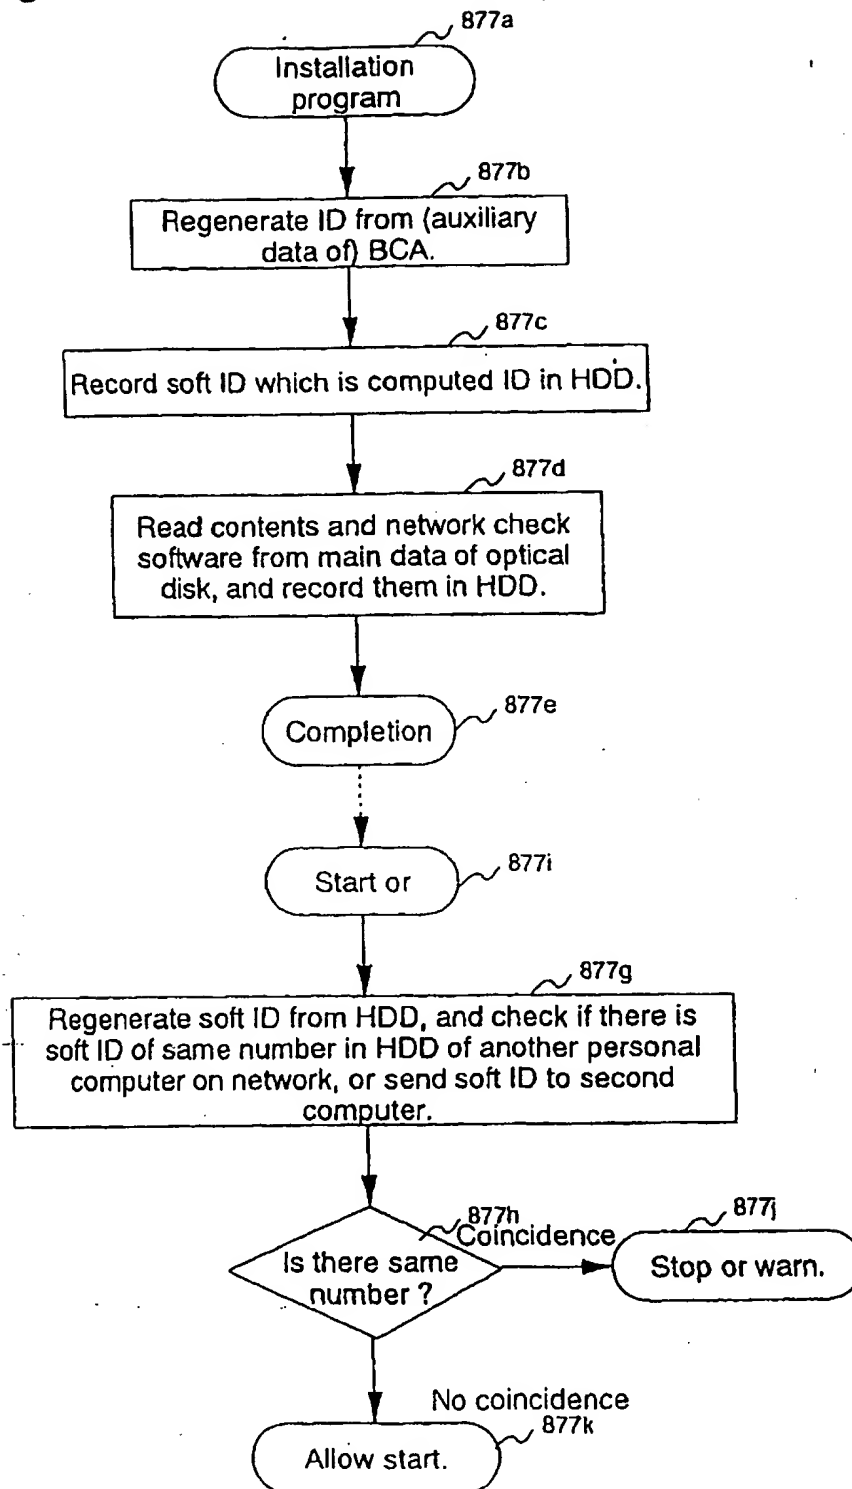 877a
Installation
program
877b
Regenerate ID from (auxiliary
data of) BCA.
877c
Record soft ID which is computed ID in HDD.
877d
Read contents and network check
software from main data of optical
disk, and record them in HDD.
877e
Completion
877i
Start or
877g
Regenerate soft ID from HDD, and check if there is
soft ID of same number in HDD of another personal
computer on network, or send soft ID to second
computer.
877h
Coincidence
877j
Is there same
number ?
Stop or warn.
No coincidence
877k
Allow start.